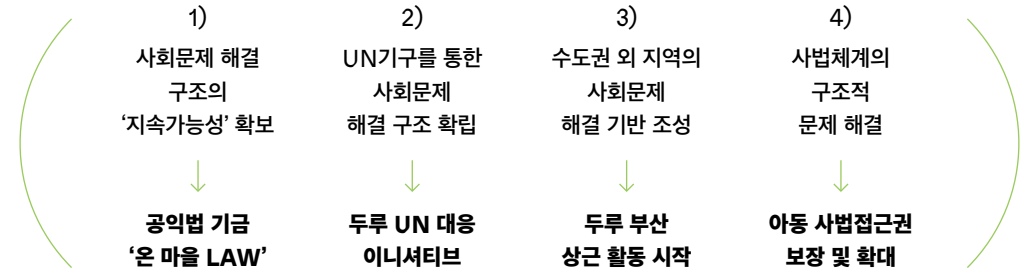 1)
사회문제 해결
구조의
‘지속가능성’ 확보
↓
공익법 기금
‘온 마을 LAW’
2)
UN기구를 통한
사회문제
해결 구조 확립
↓
두루 UN 대응
이니셔티브
3)
수도권 외 지역의
사회문제
해결 기반 조성
↓
두루 부산
상근 활동 시작
4)
사법체계의
구조적
문제 해결
↓
아동 사법접근권
보장 및 확대